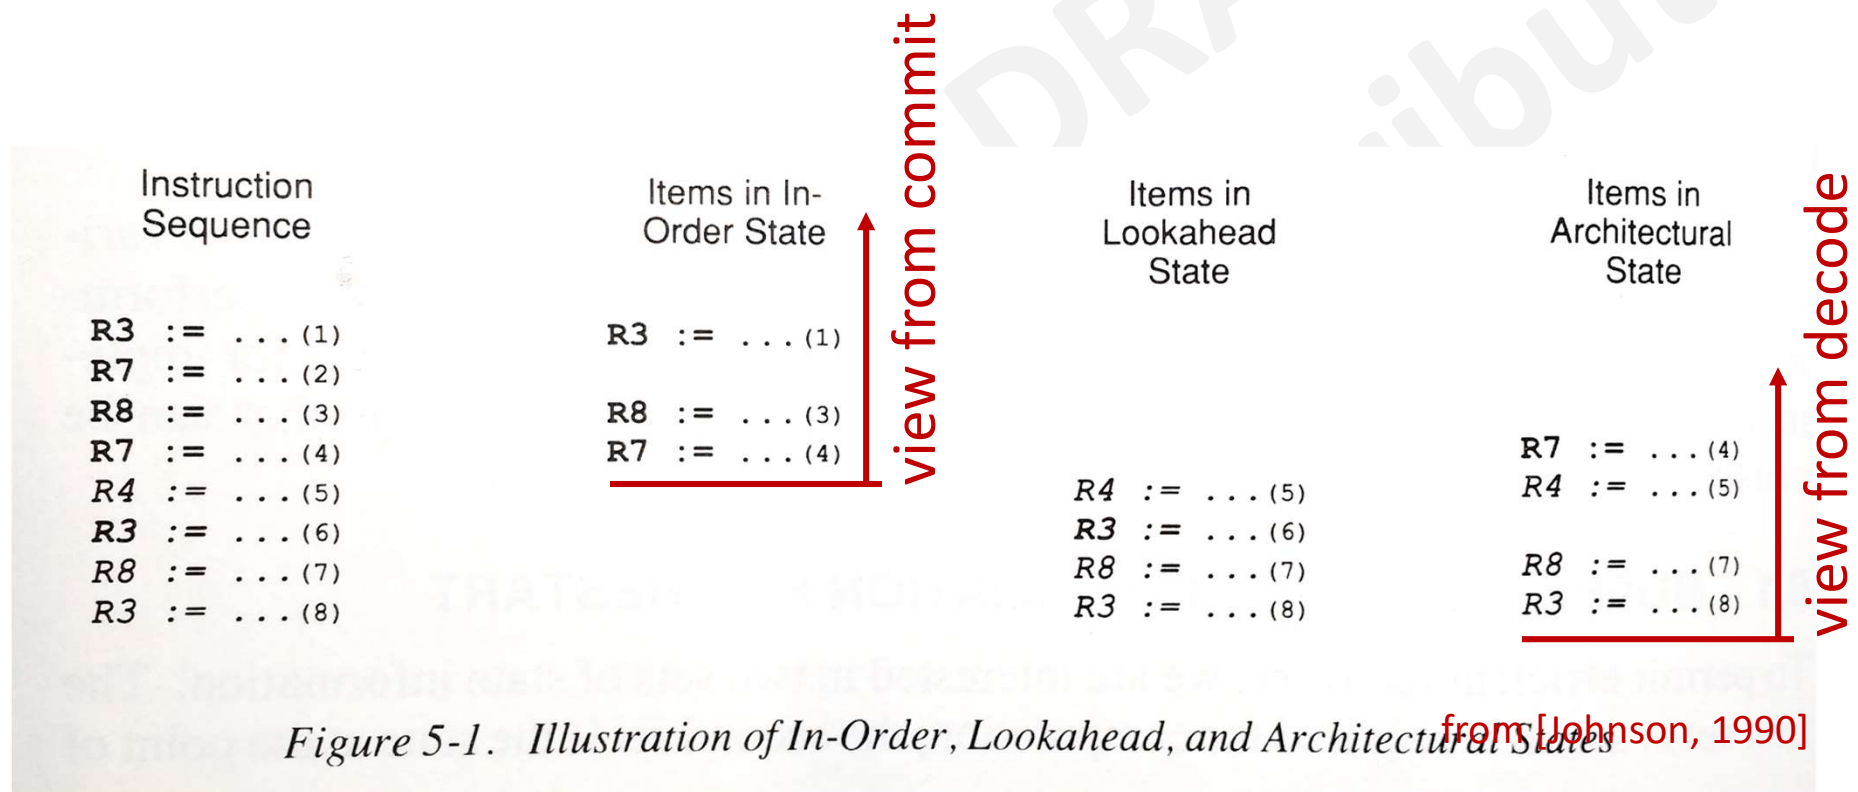 Instruction
Sequence
R3 := ...(1)
R7 := ...(2)
R8 := ...(3)
R7 := ...(4)
R4 := ...(5)
R3 := ...(6)
R8 := ...(7)
R3 := ...(8)
Items in In-
Order State
R3 := ...(1)
R8 := ...(3)
R7 := ...(4)
view from commit
Items in
Lookahead
State
R4 := ...(5)
R3 := ...(6)
R8 := ...(7)
R3 := ...(8)
Items in
Architectural
State
R7 := ...(4)
R4 := ...(5)
R8 := ...(7)
R3 := ...(8)
view from decode
Figure 5-1 Illustration of In-Order, Lookahead, and Architectural States
from [Johnson, 1990]